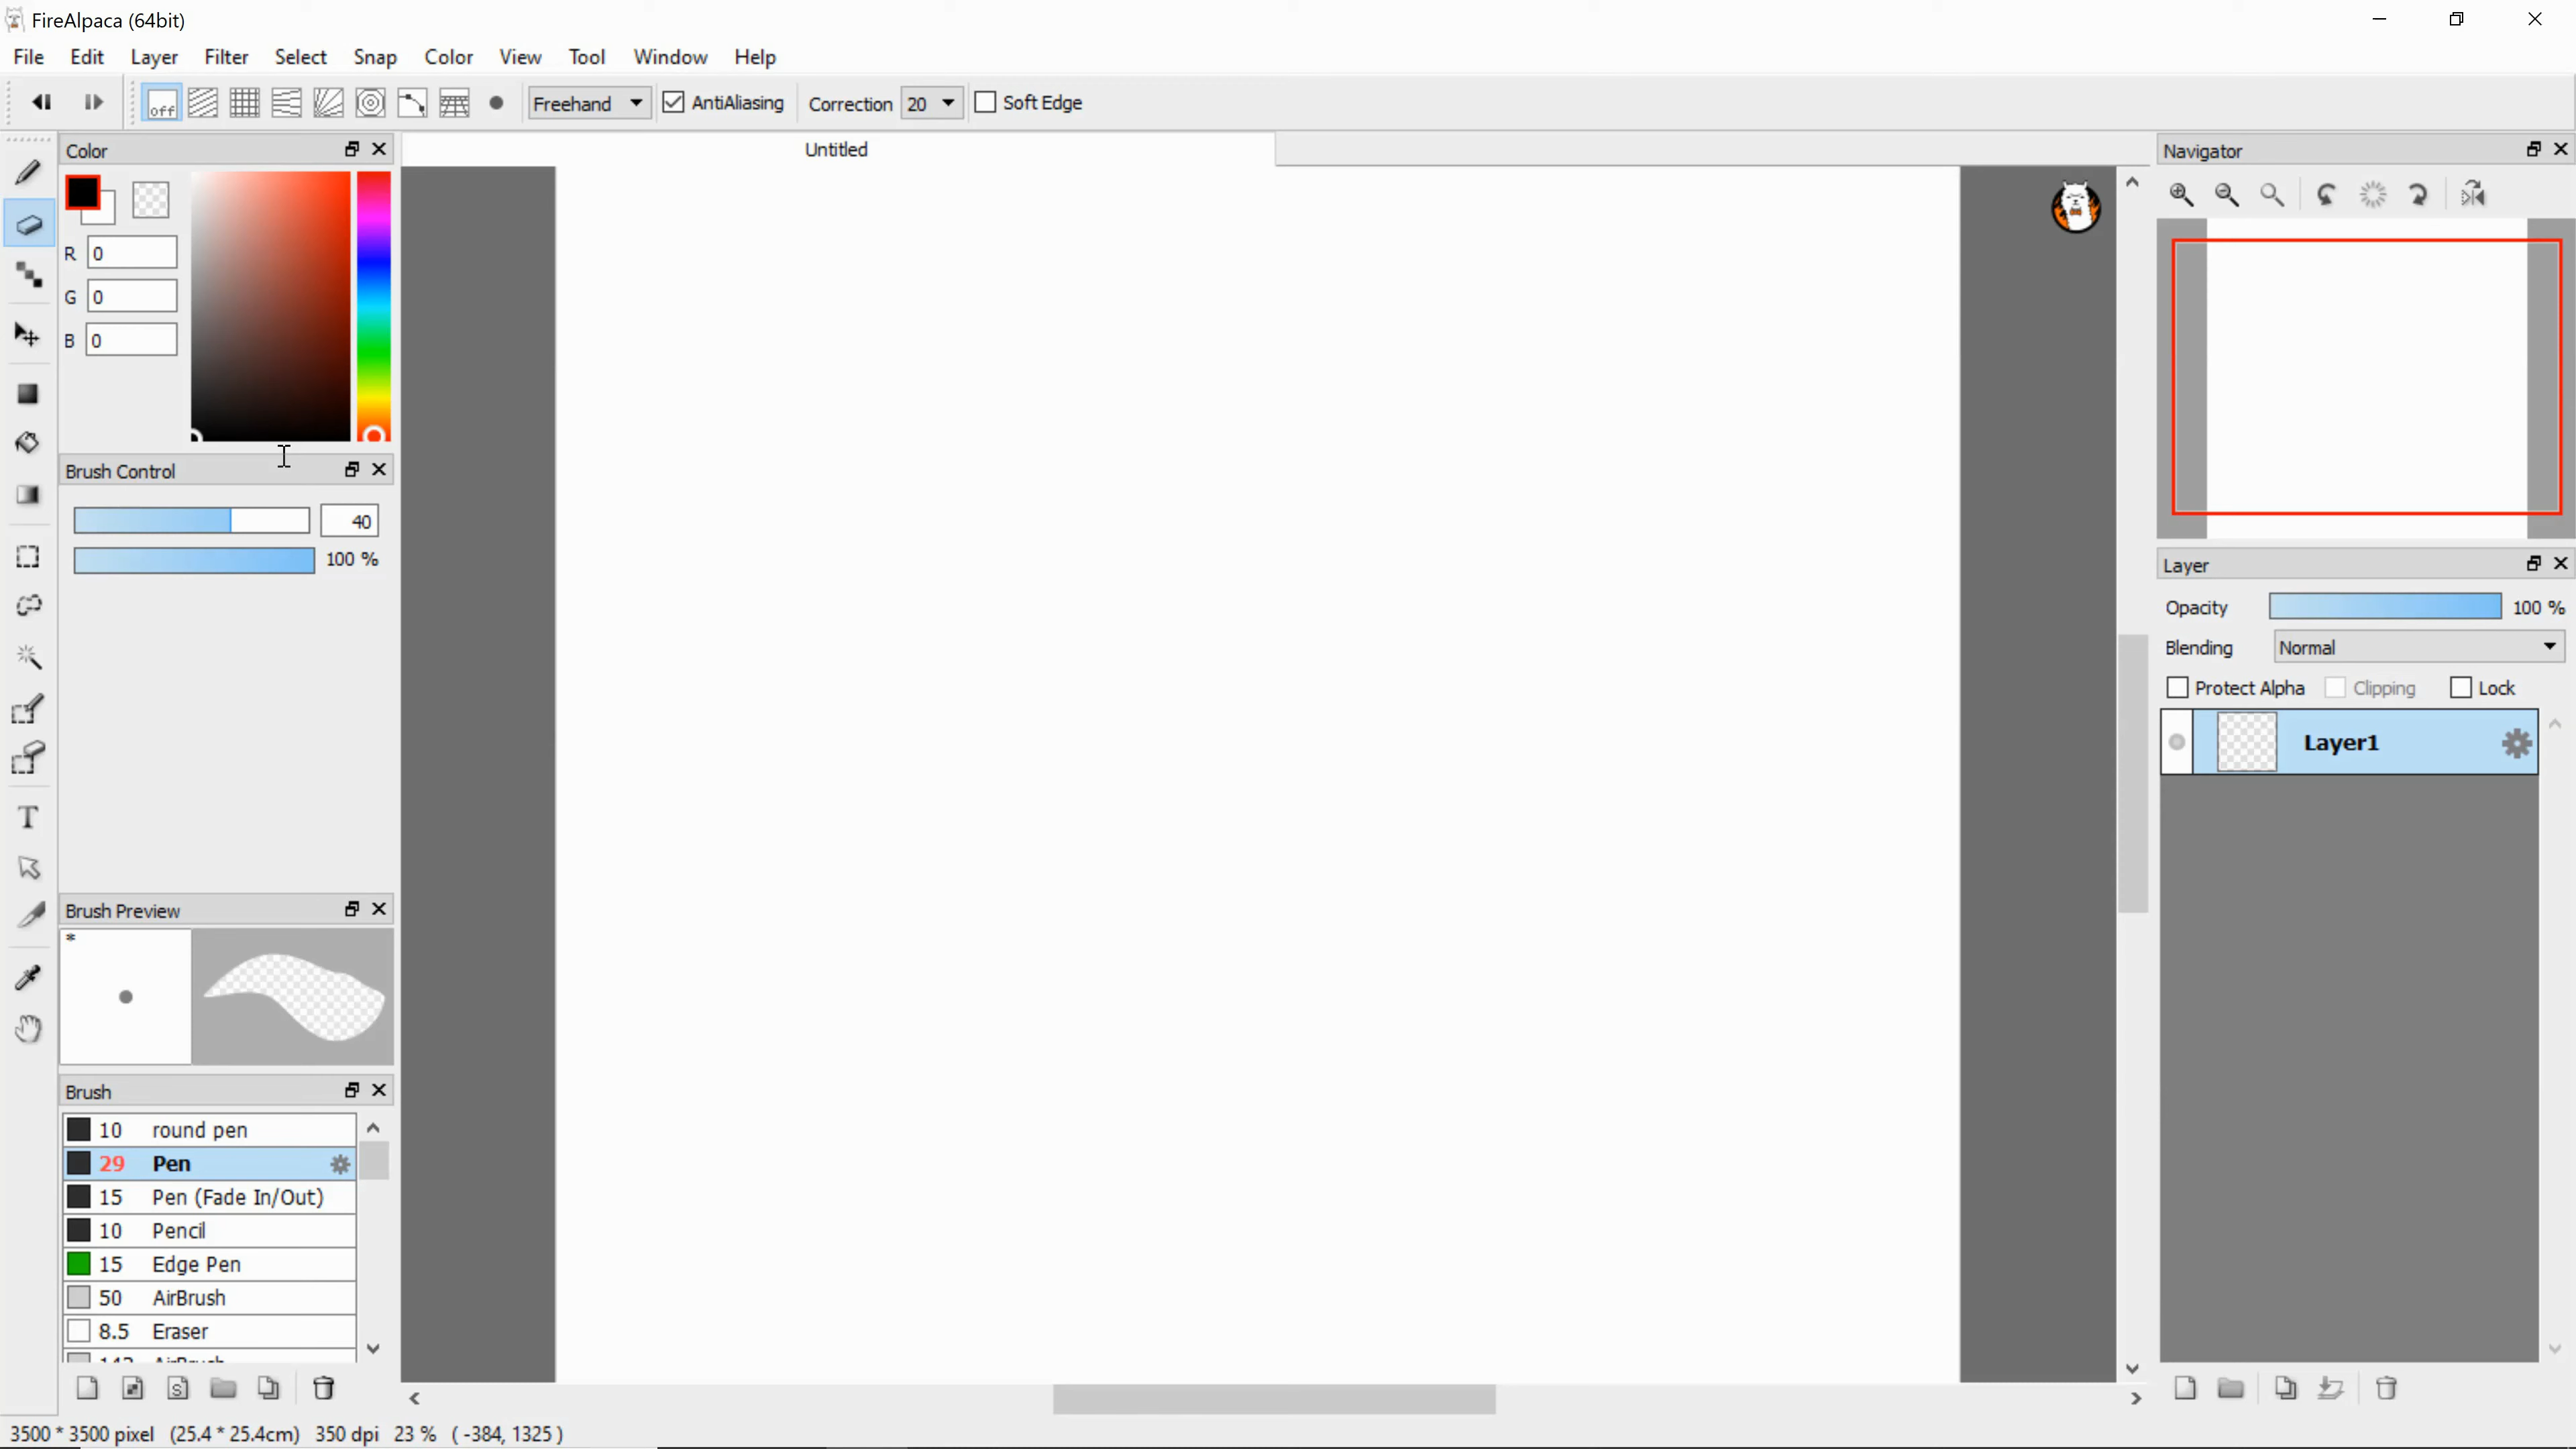 FireAlpaca (64bit)
File Edit Layer Filter Select Snap Color View Tool Window Help
off Freehand AntiAliasing Correction 20 Soft Edge
Color
R 0
G 0
B 0
Brush Control
40
100 %
Brush Preview
*
Brush
10 round pen
29 Pen
15 Pen (Fade In/Out)
10 Pencil
15 Edge Pen
50 AirBrush
8.5 Eraser
S
T
Untitled
Navigator
Layer
Opacity 100 %
Blending Normal
Protect Alpha Clipping Lock
Layer1
3500 * 3500 pixel (25.4 * 25.4cm) 350 dpi 23 % ( -384, 1325 )